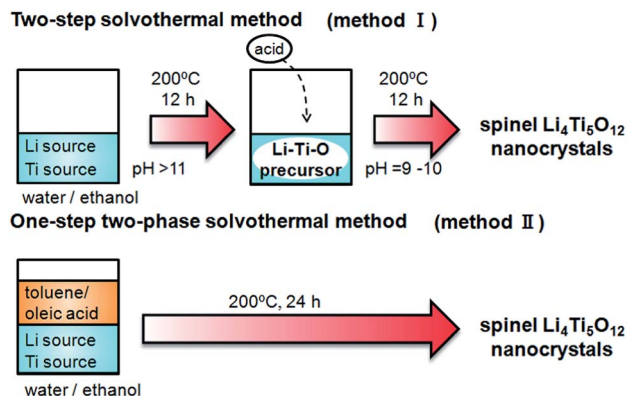 Two-step solvothermal method (method Ⅰ)
acid
200ºC
12 h
200ºC
12 h
Li source
Ti source
Li-Ti-O
precursor
spinel Li₄Ti₅O₁₂
nanocrystals
pH >11
pH =9 -10
water / ethanol
One-step two-phase solvothermal method (method Ⅱ)
toluene/
oleic acid
200ºC, 24 h
Li source
Ti source
spinel Li₄Ti₅O₁₂
nanocrystals
water / ethanol